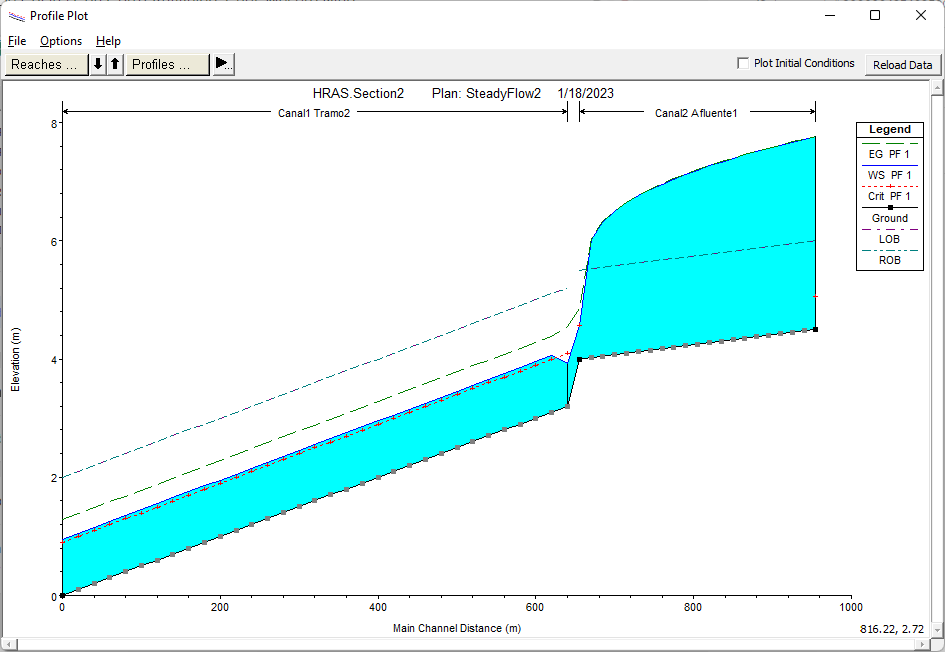 Profile Plot
File Options Help
Reaches ... Profiles ... Plot Initial Conditions Reload Data
HRAS.Section2 Plan: SteadyFlow2 1/18/2023
Canal1 Tramo2 Canal2 Afluente1
Legend
EG PF 1
WS PF 1
Crit PF 1
Ground
LOB
ROB
8
6
4
2
0
Elevation (m)
0 200 400 600 800 1000
Main Channel Distance (m)
816.22, 2.72